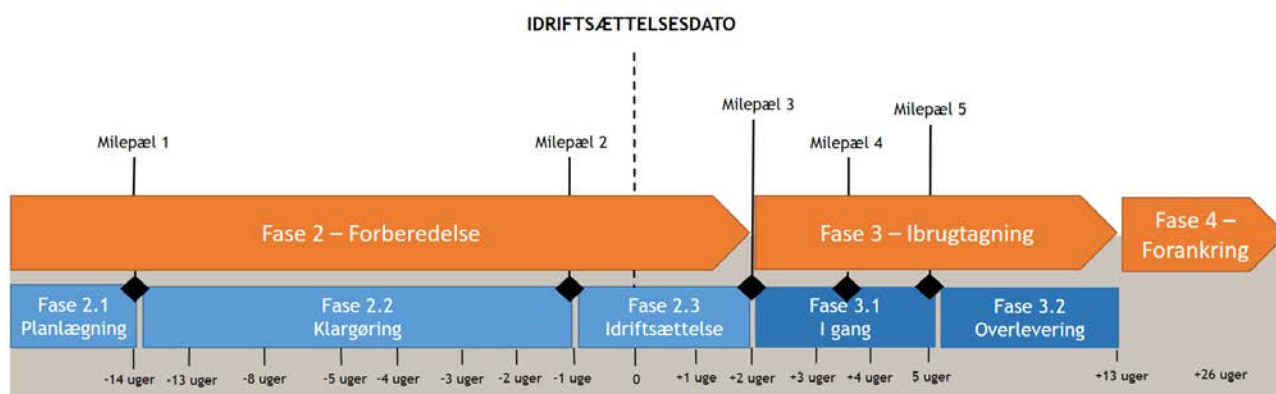 IDRIFTSÆTTELSESDATO
Milepæl 3
Milepæl 5
Milepæl 1
Milepæl 2
Milepæl 4
Fase 2 – Forberedelse
Fase 3 – Ibrugtagning
Fase 4 –
Forankring
Fase 2.1
Planlægning
Fase 2.2
Klargøring
Fase 2.3
Idriftsættelse
Fase 3.1
I gang
Fase 3.2
Overlevering
-14 uger -13 uger -8 uger -5 uger -4 uger -3 uger -2 uger -1 uge 0 +1 uge +2 uger +3 uger +4 uger 5 uger +13 uger +26 uger